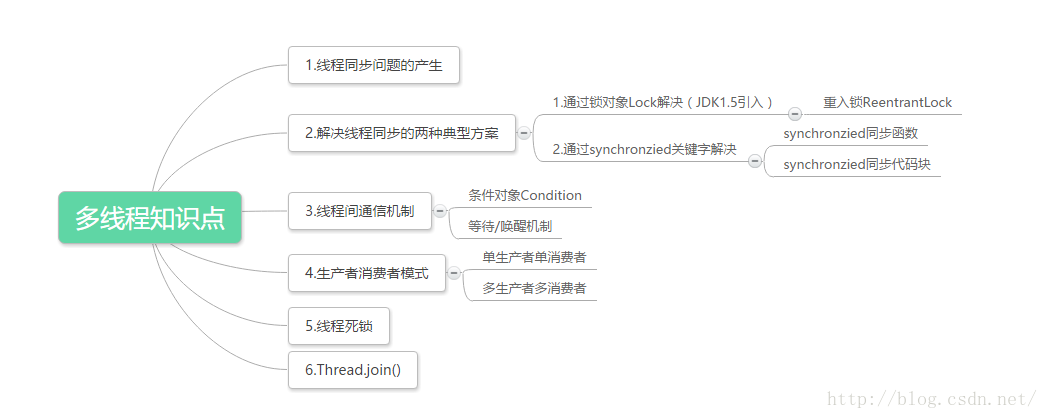 多线程知识点
1.线程同步问题的产生
2.解决线程同步的两种典型方案
1.通过锁对象Lock解决（JDK1.5引入）
重入锁ReentrantLock
2.通过synchronzied关键字解决
synchronzied同步函数
synchronzied同步代码块
3.线程间通信机制
条件对象Condition
等待/唤醒机制
4.生产者消费者模式
单生产者单消费者
多生产者多消费者
5.线程死锁
6.Thread.join()
http://blog.csdn.net/